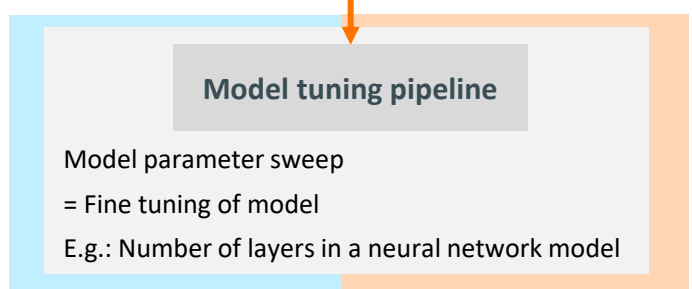 Model tuning pipeline
Model parameter sweep
= Fine tuning of model
E.g.: Number of layers in a neural network model